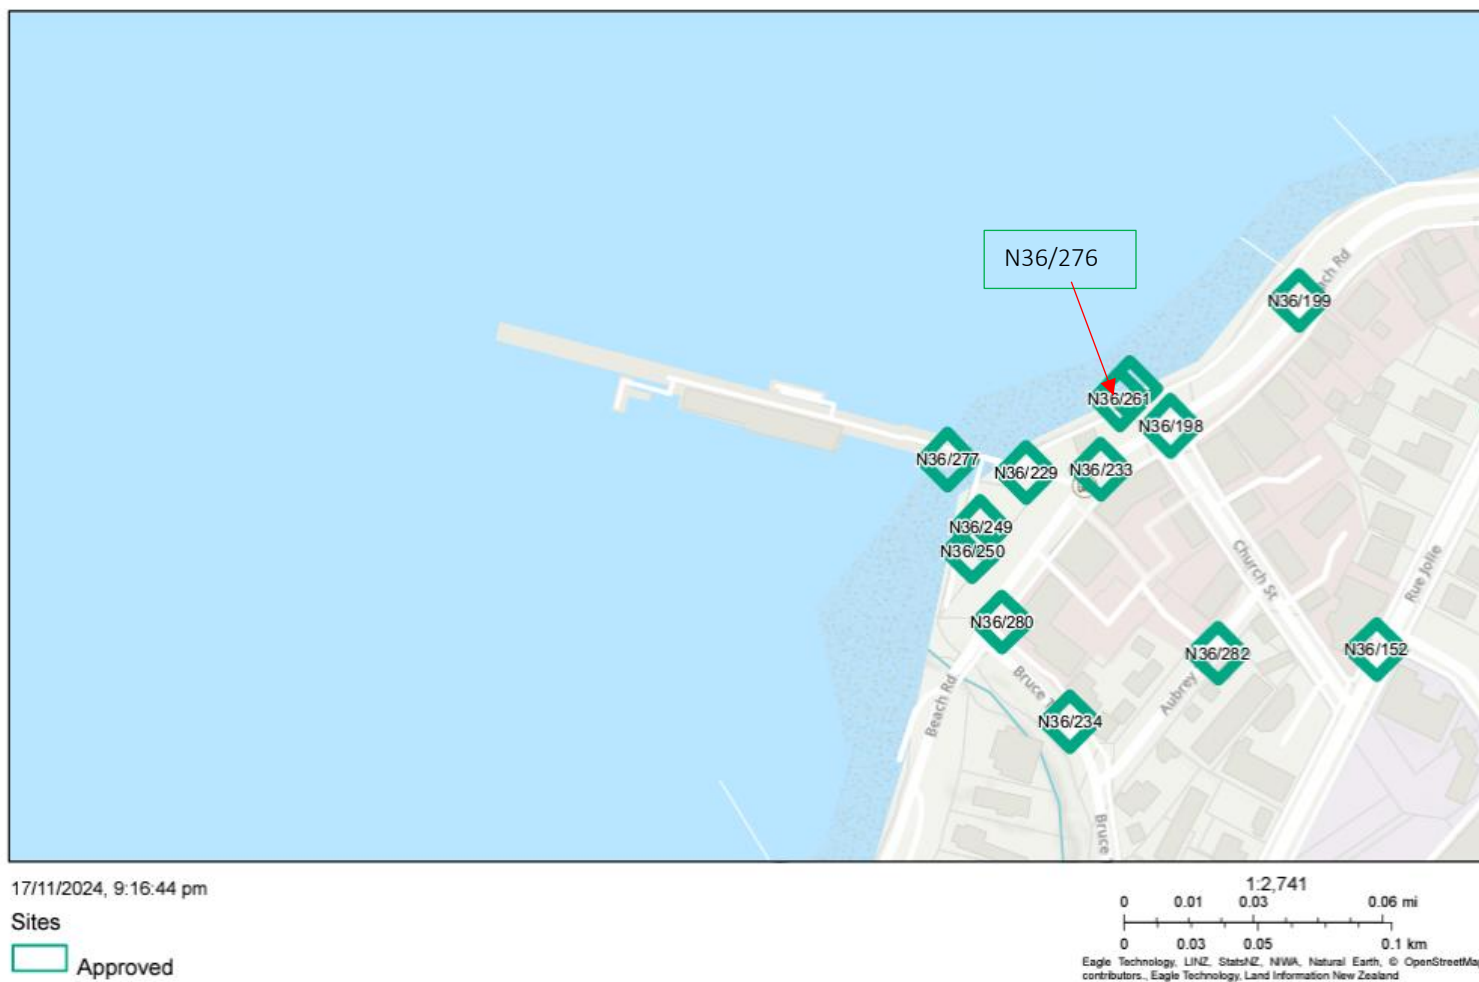 N36/276
ach Rd
N36/199
N36/261
N36/198
N36/277
N36/229
N36/233
N36/249
N36/250
Church St
Rue Jolie
N36/280
N36/152
N36/282
Bruce T
Aubrey
Beach Rd
N36/234
Bruce
17/11/2024, 9:16:44 pm
Sites
Approved
1:2,741
0 0.01 0.03 0.06 mi
0 0.03 0.05 0.1 km
Eagle Technology, LINZ, StatsNZ, NIWA, Natural Earth, © OpenStreetMap
contributors., Eagle Technology, Land Information New Zealand